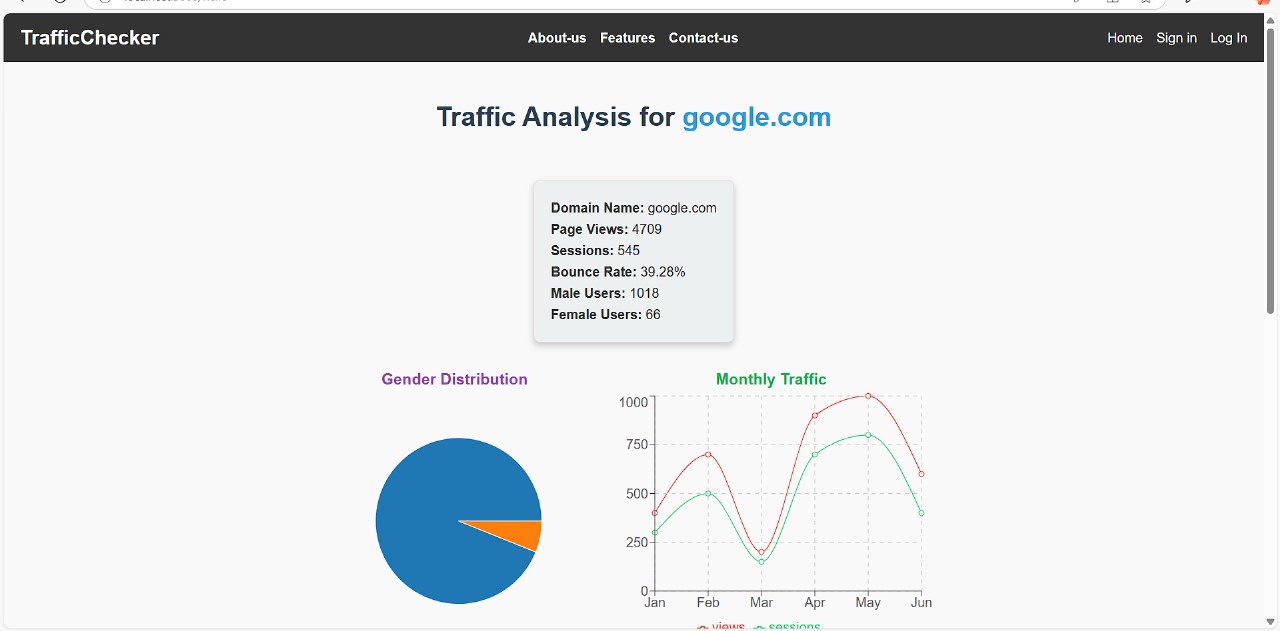 TrafficChecker
About-us Features Contact-us
Home Sign in Log In
Traffic Analysis for google.com
Domain Name: google.com
Page Views: 4709
Sessions: 545
Bounce Rate: 39.28%
Male Users: 1018
Female Users: 66
Gender Distribution
Monthly Traffic
1000
750
500
250
0
Jan Feb Mar Apr May Jun
views sessions